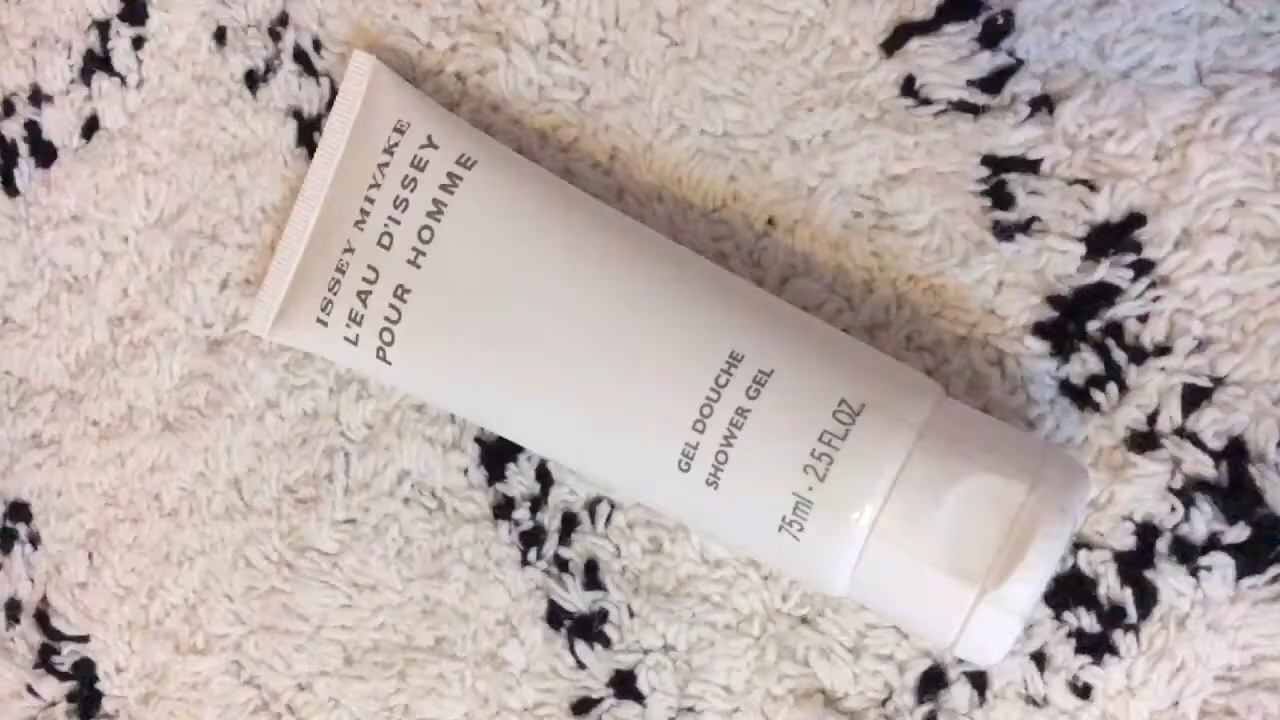 ISSEY MIYAKE
L'EAU D'ISSEY
POUR HOMME
GEL DOUCHE
SHOWER GEL
75ml - 2.5 FL.OZ.